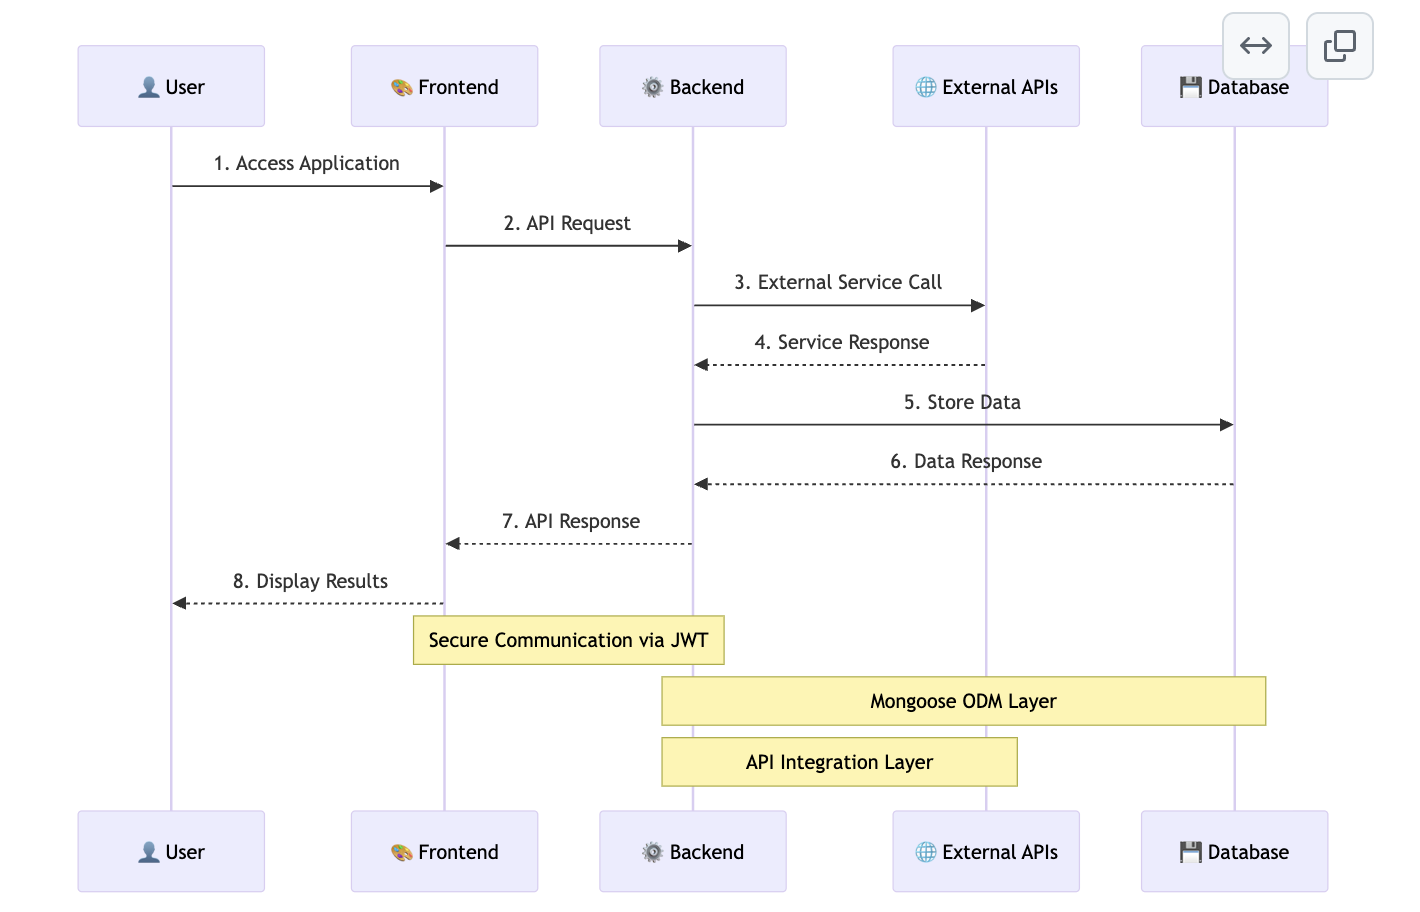 👤 User
🎨 Frontend
⚙️ Backend
🌐 External APIs
💾 Database
1. Access Application
2. API Request
3. External Service Call
4. Service Response
5. Store Data
6. Data Response
7. API Response
8. Display Results
Secure Communication via JWT
Mongoose ODM Layer
API Integration Layer
👤 User
🎨 Frontend
⚙️ Backend
🌐 External APIs
💾 Database